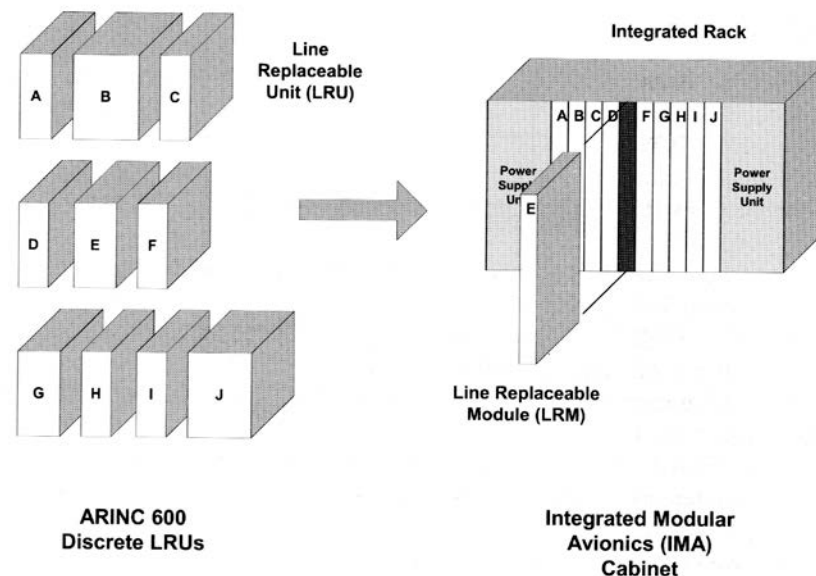 Line
Replaceable
Unit (LRU)
A
B
C
D
E
F
G
H
I
J
ARINC 600
Discrete LRUs
Integrated Rack
A
B
C
D
F
G
H
I
J
Power
Supply
Unit
E
Power
Supply
Unit
Line Replaceable
Module (LRM)
Integrated Modular
Avionics (IMA)
Cabinet